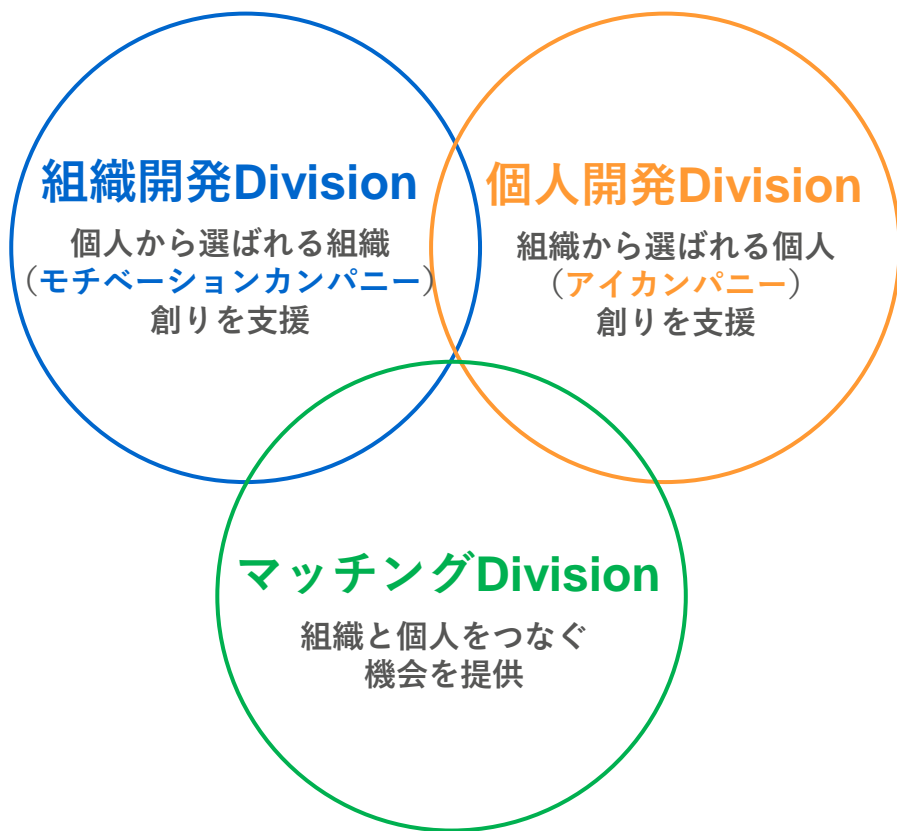 組織開発Division
個人から選ばれる組織
（モチベーションカンパニー）
創りを支援
個人開発Division
組織から選ばれる個人
（アイカンパニー）
創りを支援
マッチングDivision
組織と個人をつなぐ
機会を提供